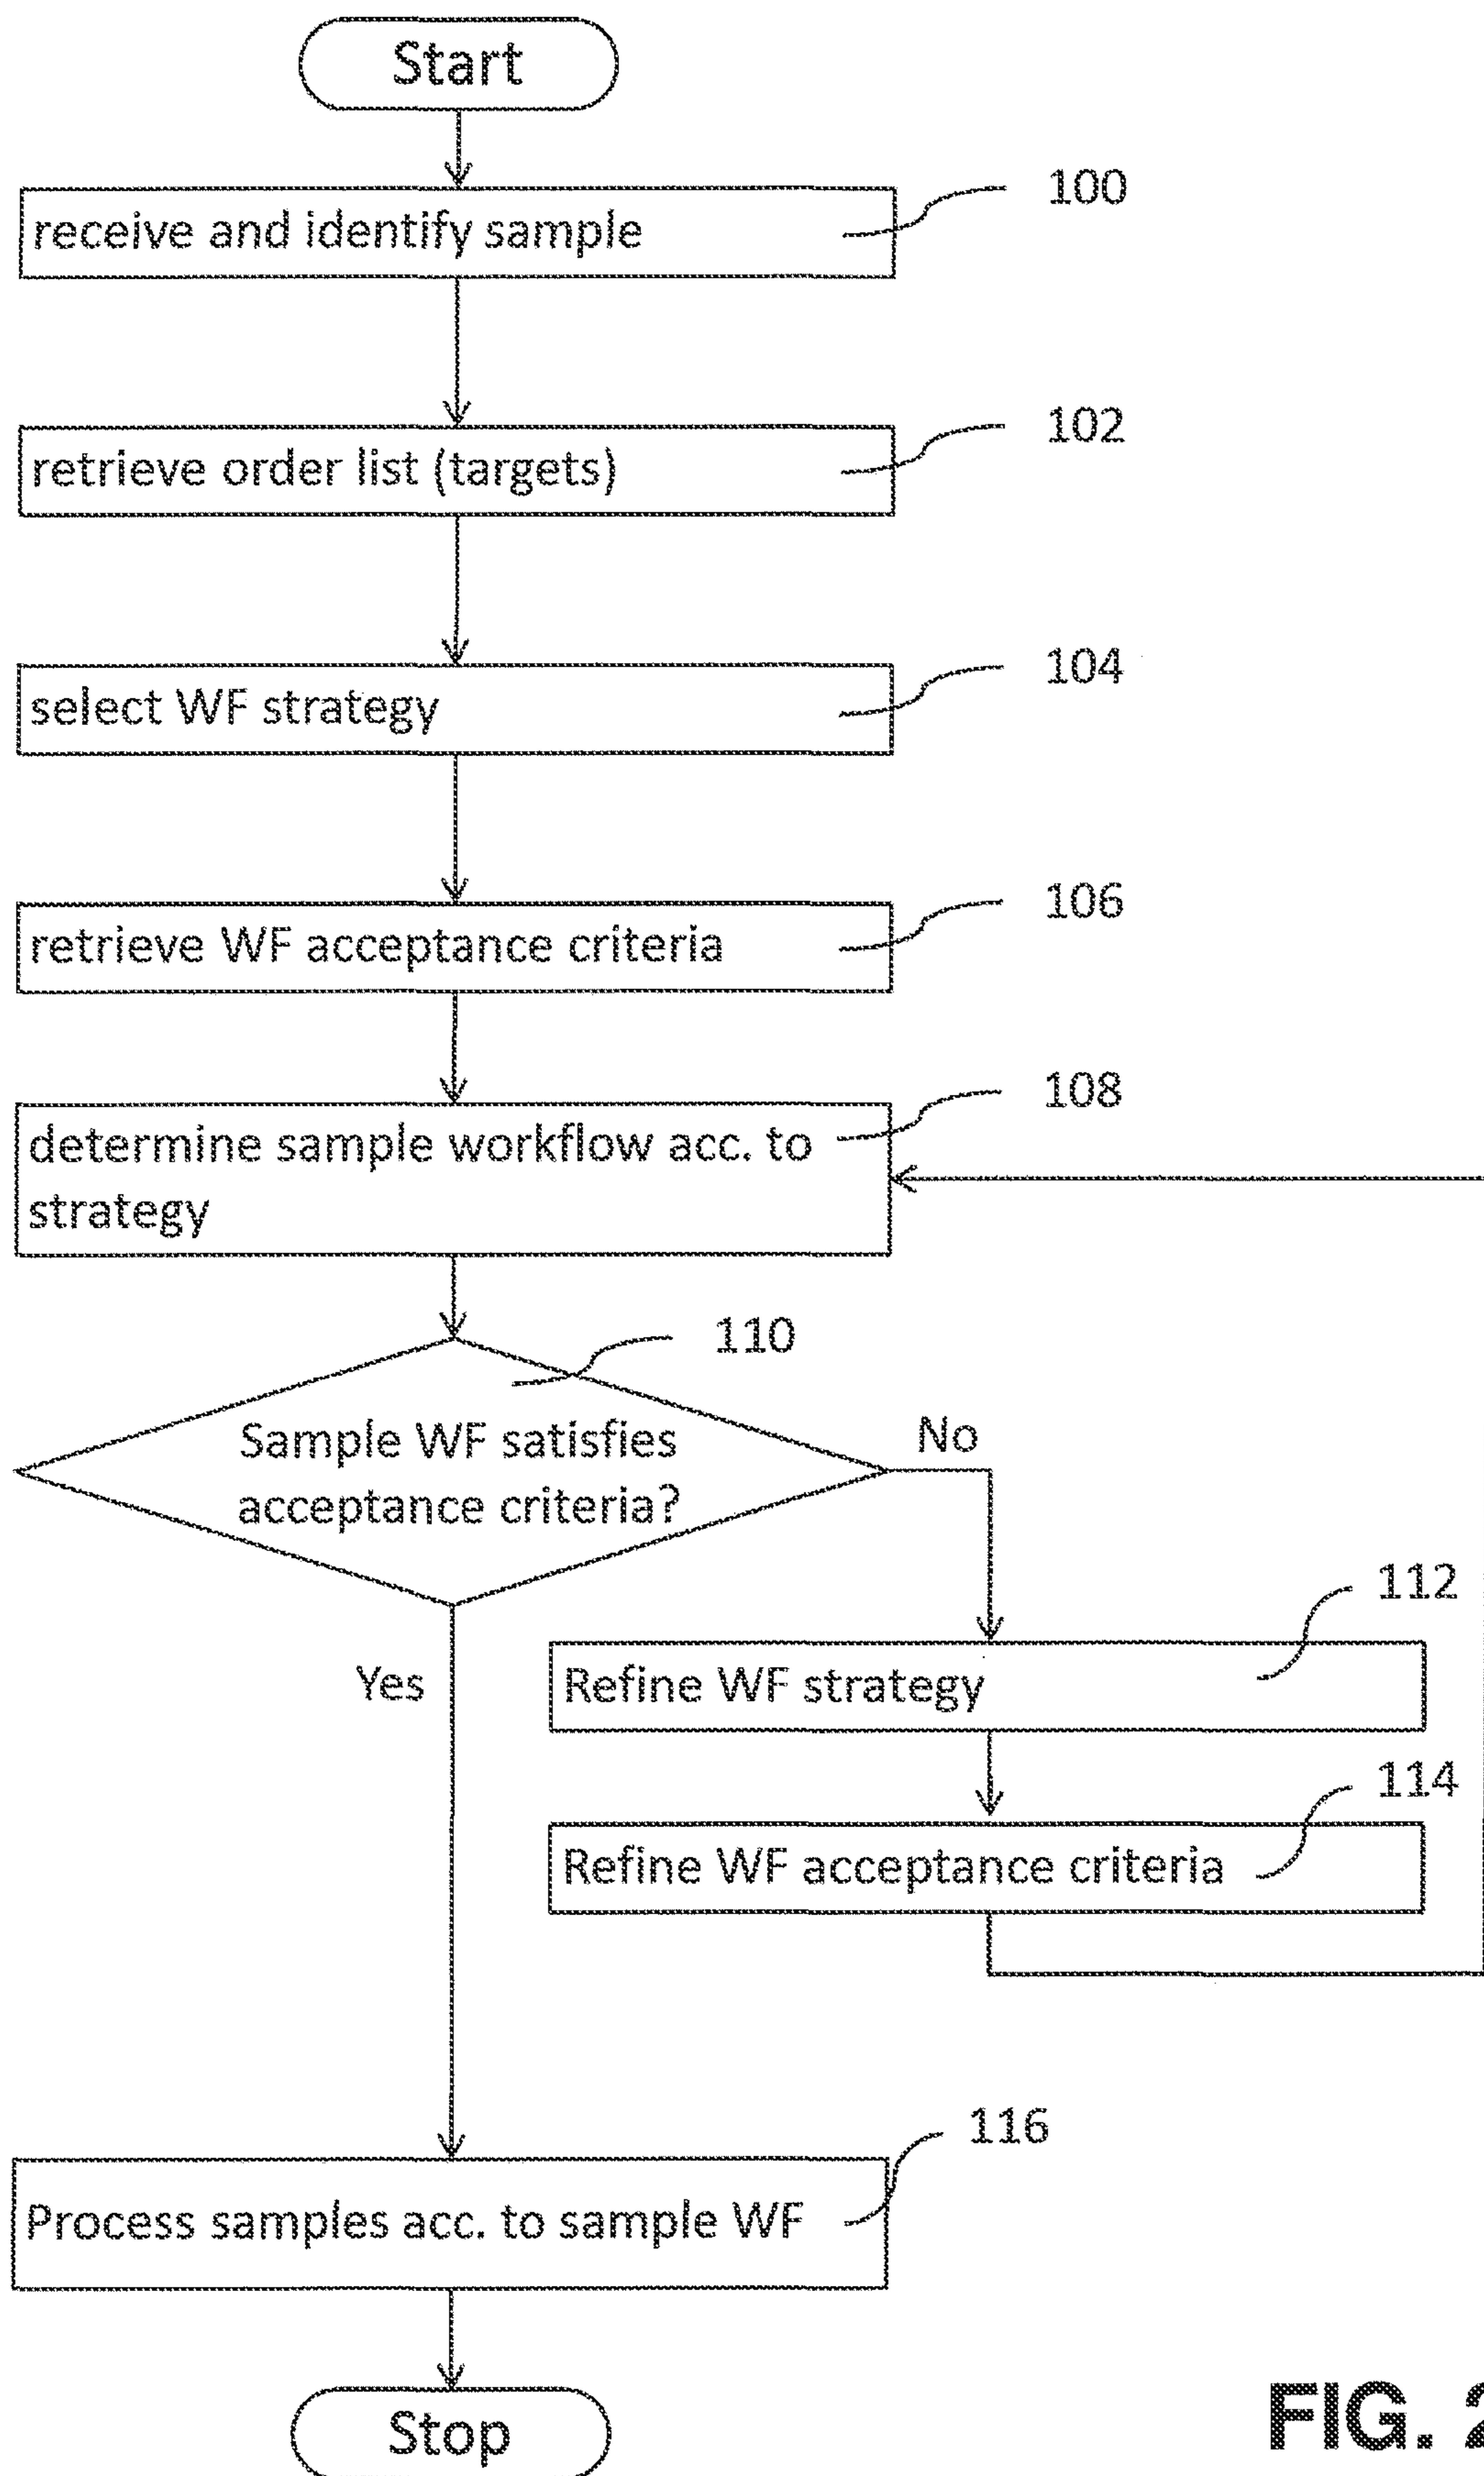 Start
100
receive and identify sample
102
retrieve order list (targets)
104
select WF strategy
106
retrieve WF acceptance criteria
108
determine sample workflow acc. to
strategy
110
Sample WF satisfies
acceptance criteria?
No
112
Yes
Refine WF strategy
114
Refine WF acceptance criteria
116
Process samples acc. to sample WF
Stop
FIG.